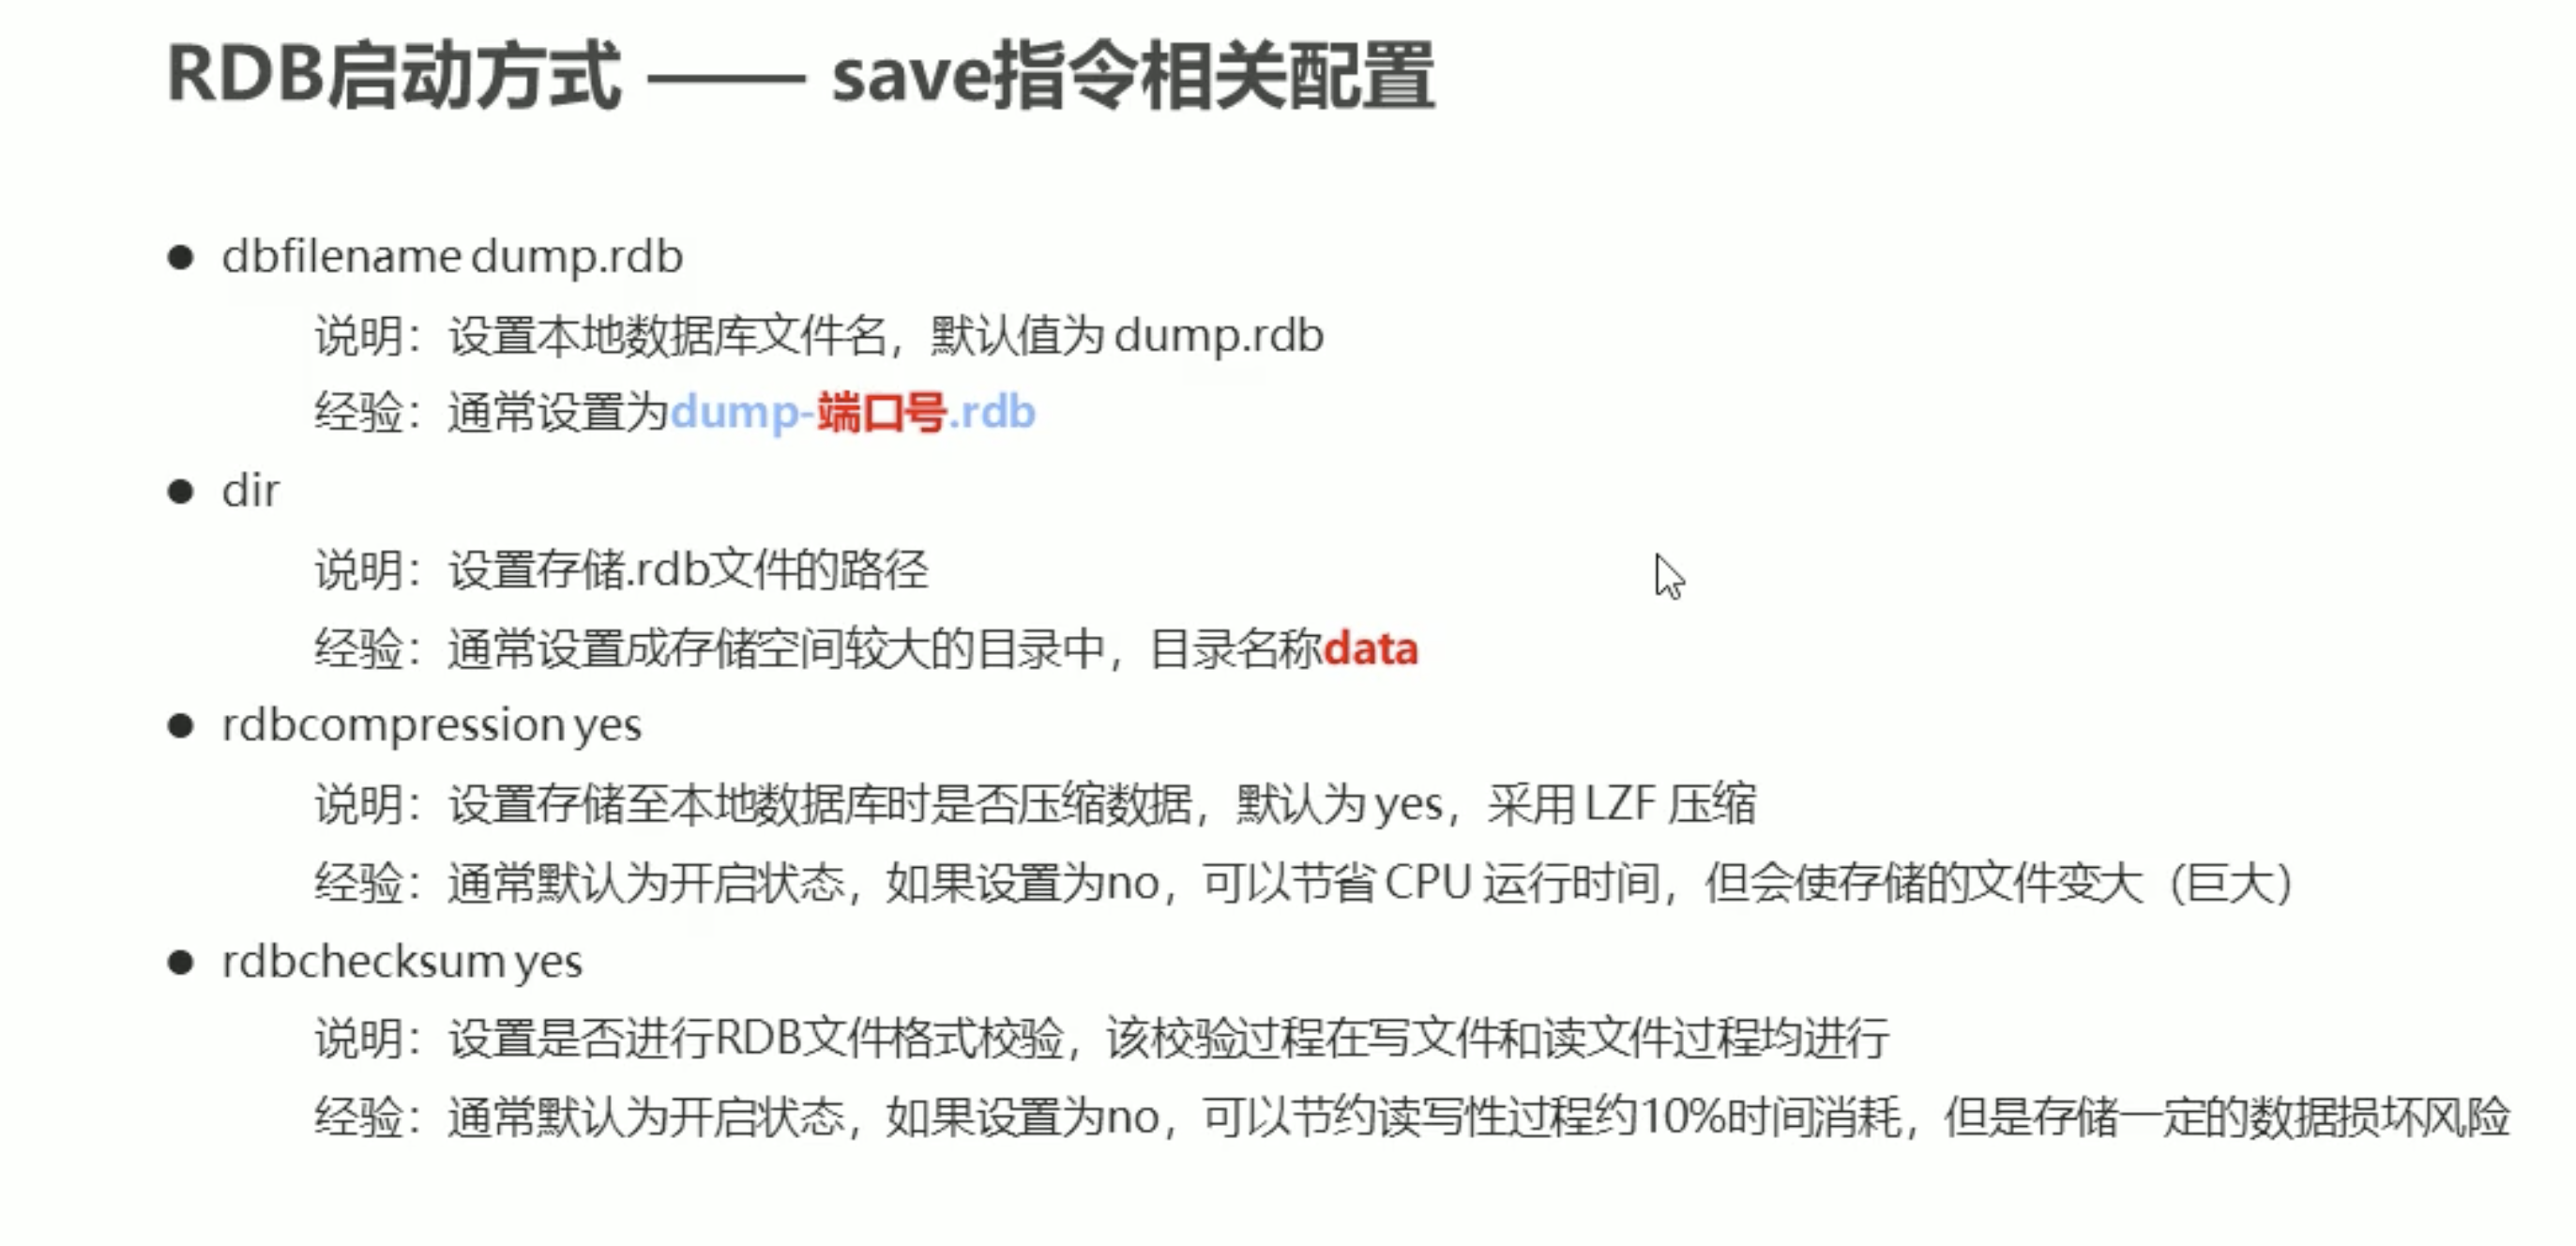 RDB启动方式 —— save指令相关配置
● dbfilename dump.rdb
说明：设置本地数据库文件名，默认值为 dump.rdb
经验：通常设置为dump-端口号.rdb
● dir
说明：设置存储.rdb文件的路径
经验：通常设置成存储空间较大的目录中，目录名称data
● rdbcompression yes
说明：设置存储至本地数据库时是否压缩数据，默认为 yes，采用 LZF 压缩
经验：通常默认为开启状态，如果设置为no，可以节省 CPU 运行时间，但会使存储的文件变大（巨大）
● rdbchecksum yes
说明：设置是否进行RDB文件格式校验，该校验过程在写文件和读文件过程均进行
经验：通常默认为开启状态，如果设置为no，可以节约读写性过程约10%时间消耗，但是存储一定的数据损坏风险